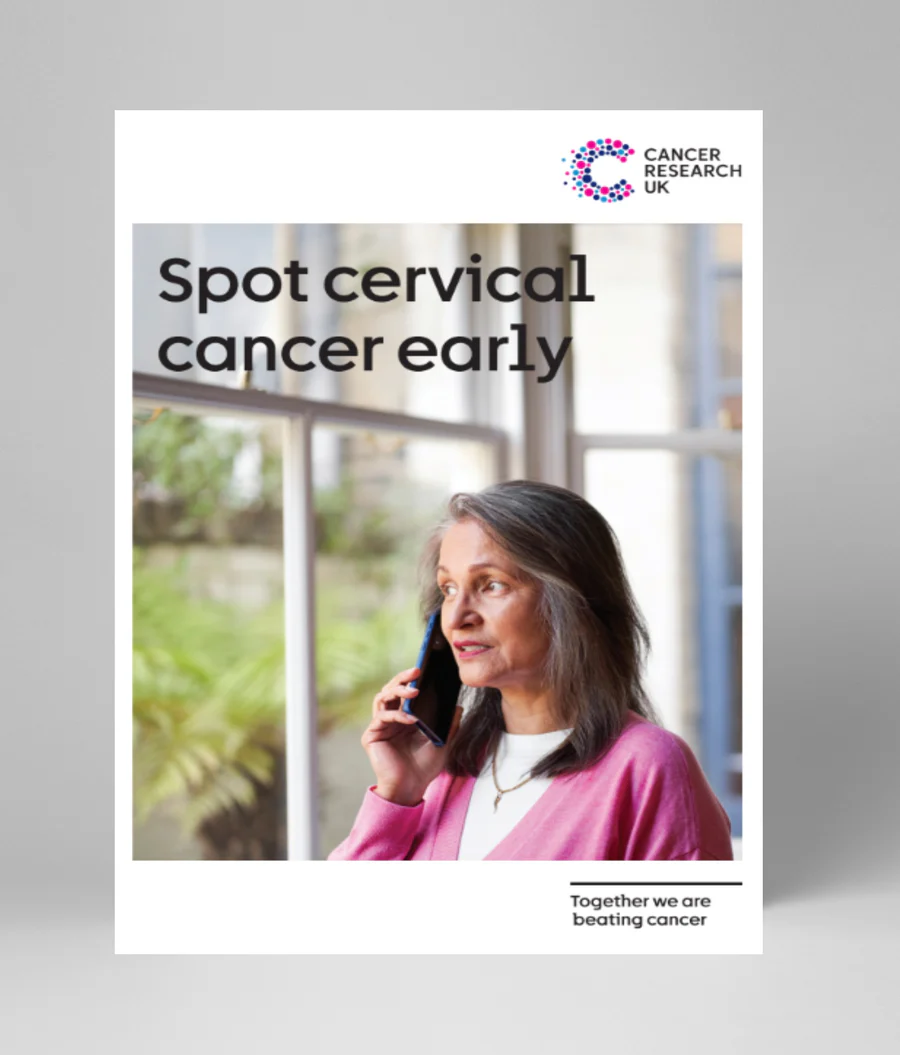 CANCER
RESEARCH
UK
Spot cervical
cancer early
Together we are
beating cancer